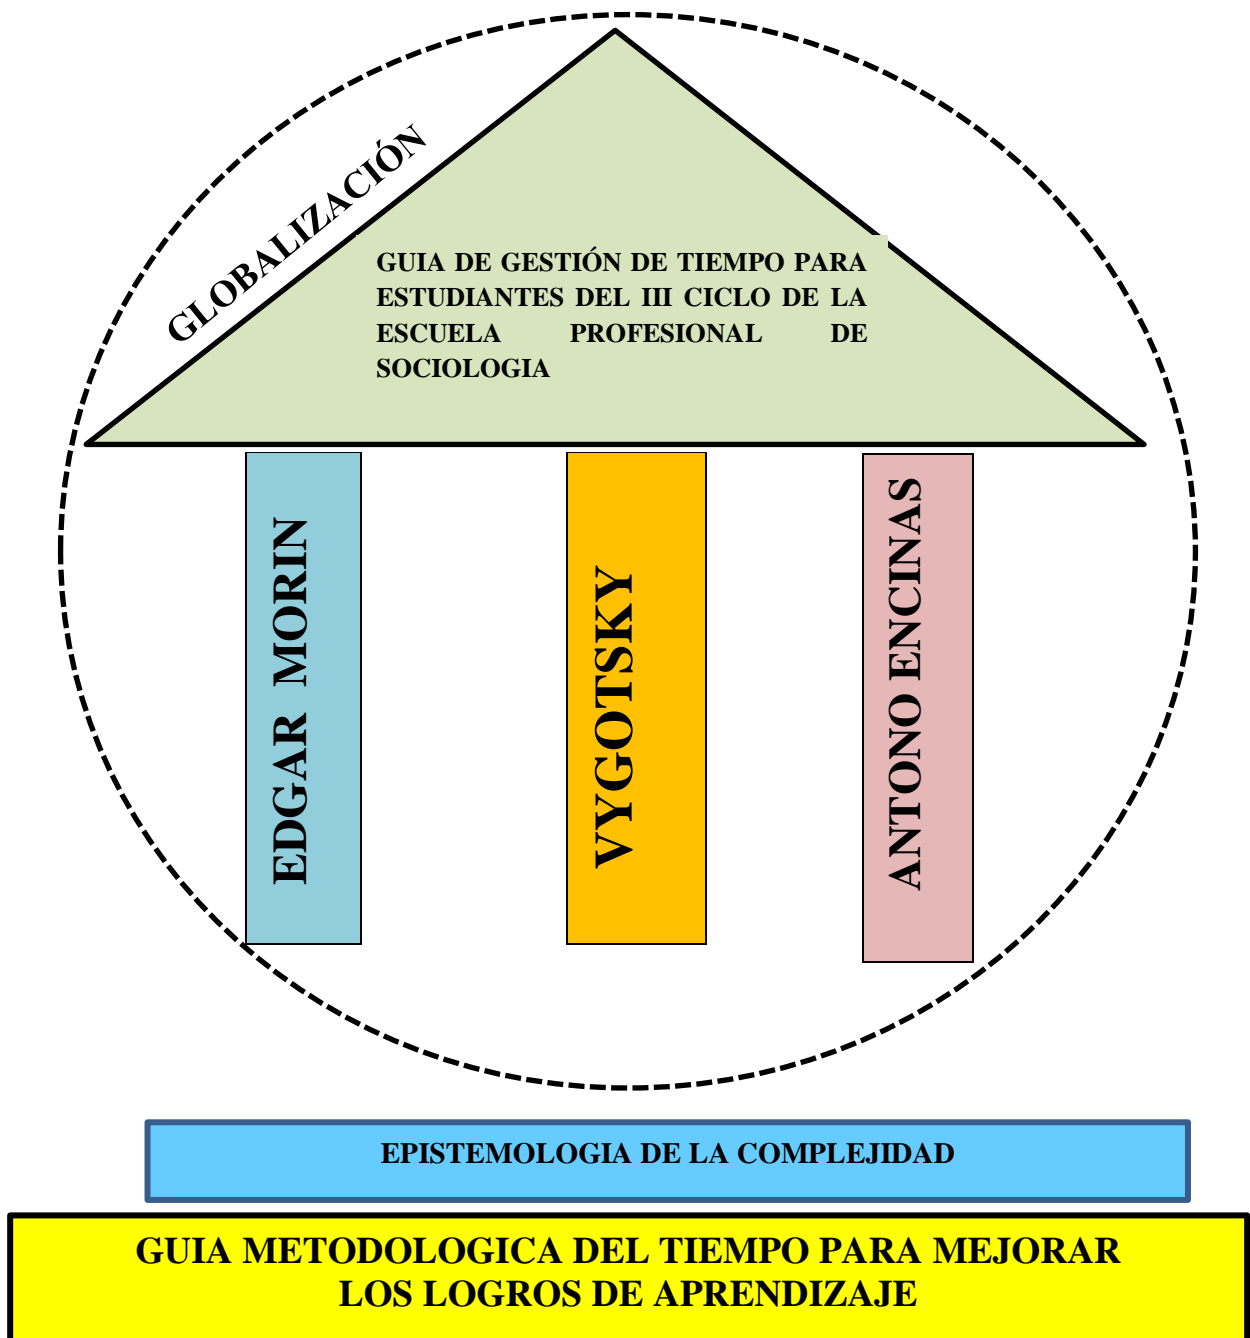 GLOBALIZACIÓN
GUIA DE GESTIÓN DE TIEMPO PARA
ESTUDIANTES DEL III CICLO DE LA
ESCUELA PROFESIONAL DE
SOCIOLOGIA
EDGAR MORIN
VYGOTSKY
ANTONO ENCINAS
EPISTEMOLOGIA DE LA COMPLEJIDAD
GUIA METODOLOGICA DEL TIEMPO PARA MEJORAR
LOS LOGROS DE APRENDIZAJE